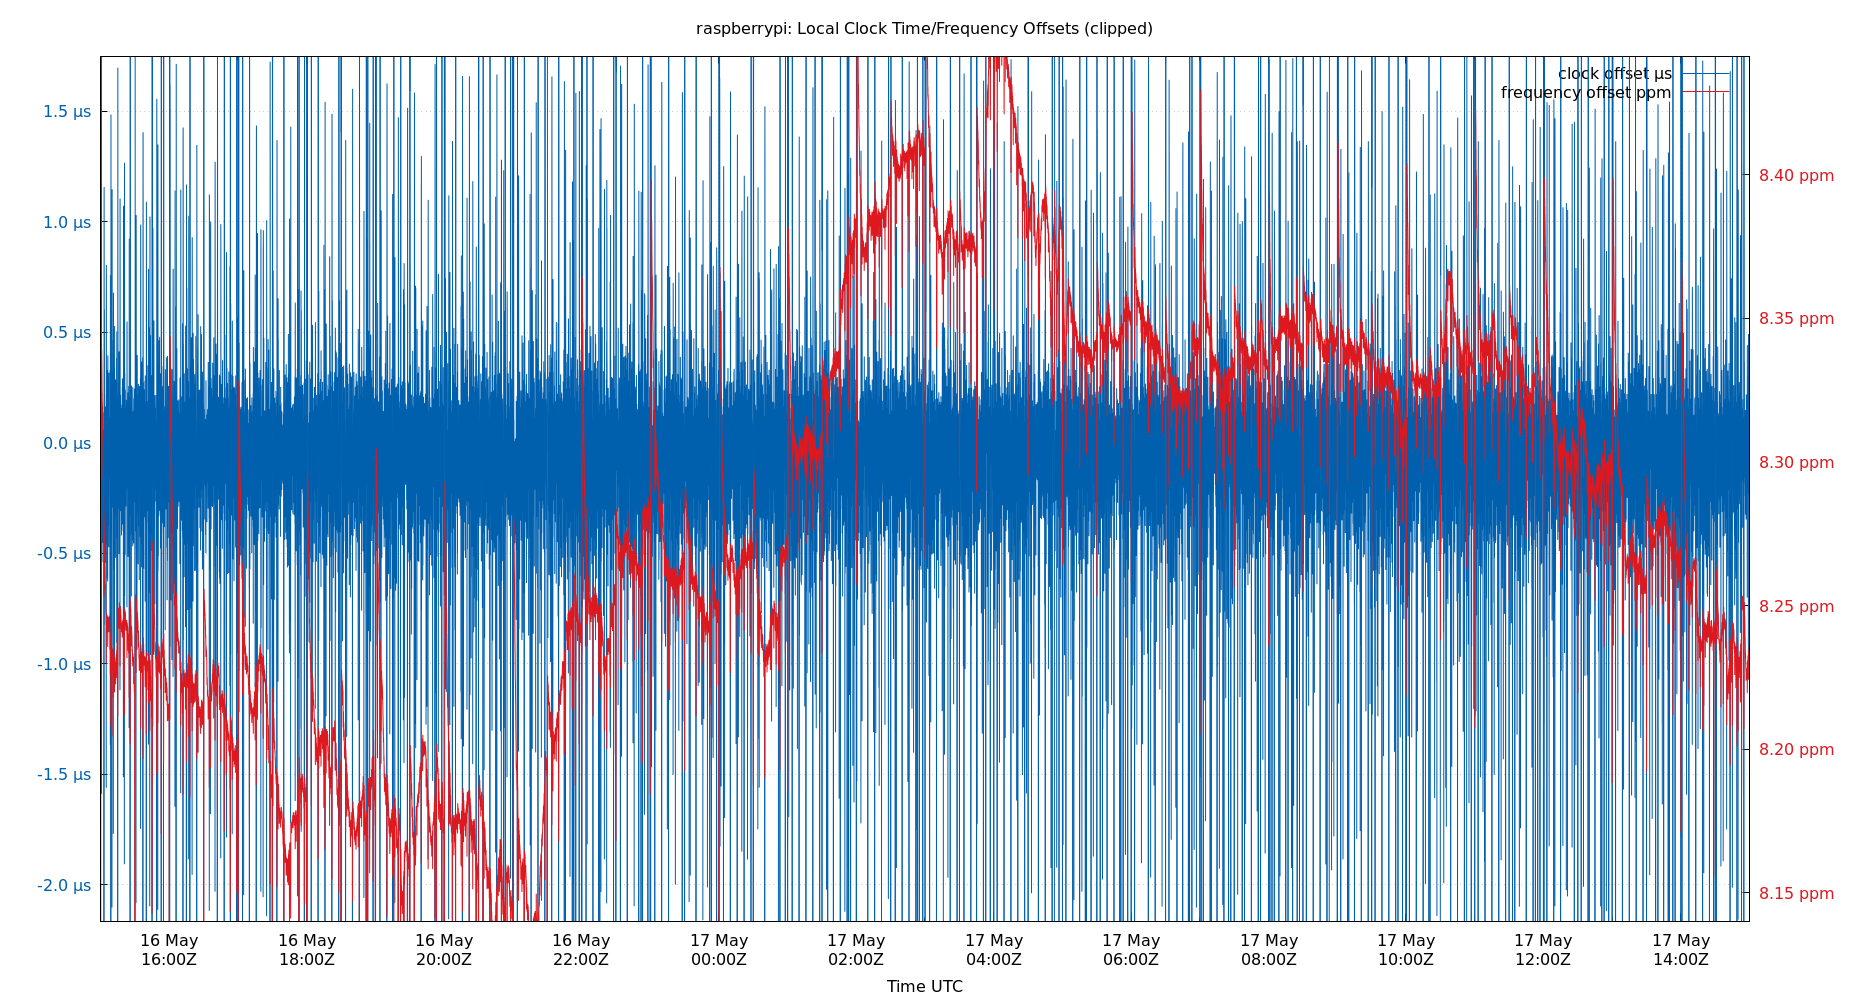 raspberrypi: Local Clock Time/Frequency Offsets (clipped)
clock offset µs
frequency offset ppm
1.5 µs
1.0 µs
0.5 µs
0.0 µs
-0.5 µs
-1.0 µs
-1.5 µs
-2.0 µs
8.40 ppm
8.35 ppm
8.30 ppm
8.25 ppm
8.20 ppm
8.15 ppm
16 May
16:00Z
16 May
18:00Z
16 May
20:00Z
16 May
22:00Z
17 May
00:00Z
17 May
02:00Z
17 May
04:00Z
17 May
06:00Z
17 May
08:00Z
17 May
10:00Z
17 May
12:00Z
17 May
14:00Z
Time UTC